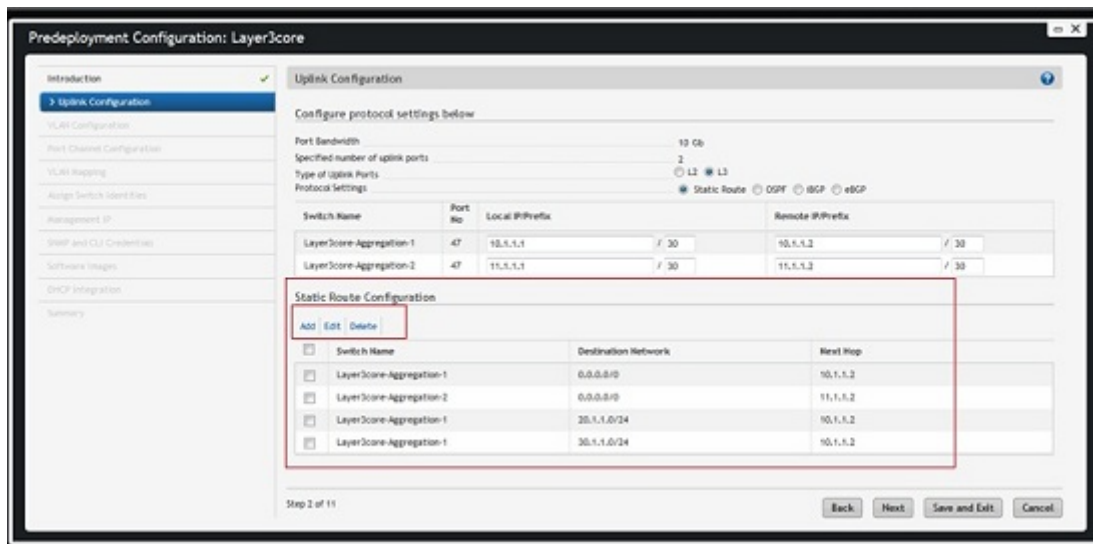 Predeployment Configuration: Layer3core
Introduction
> Uplink Configuration
VLAN Configuration
Port Channel Configuration
VLAN Mapping
Assign Switch Identities
Management IP
SNMP and CLI Credentials
Software Images
DHCP Integration
Summary
Uplink Configuration
Configure protocol settings below
Port Bandwidth 10 Gb
Specified number of uplink ports 2
Type of Uplink Ports L2 L3
Protocol Settings Static Route OSPF iBGP eBGP
Switch Name Port No Local IP/Prefix Remote IP/Prefix
Layer3core-Aggregation-1 47 10.1.1.1 / 30 10.1.1.2 / 30
Layer3core-Aggregation-2 47 11.1.1.1 / 30 11.1.1.2 / 30
Static Route Configuration
Add Edit Delete
Switch Name Destination Network Next Hop
Layer3core-Aggregation-1 0.0.0.0/0 10.1.1.2
Layer3core-Aggregation-2 0.0.0.0/0 11.1.1.2
Layer3core-Aggregation-1 20.1.1.0/24 10.1.1.2
Layer3core-Aggregation-1 30.1.1.0/24 10.1.1.2
Step 2 of 11
Back Next Save and Exit Cancel